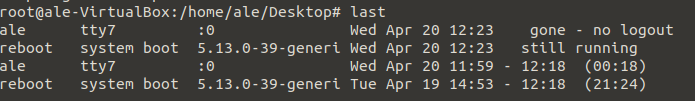 root@ale-VirtualBox:/home/ale/Desktop# last
ale      tty7         :0               Wed Apr 20 12:23    gone - no logout
reboot   system boot  5.13.0-39-generi Wed Apr 20 12:23   still running
ale      tty7         :0               Wed Apr 20 11:59 - 12:18  (00:18)
reboot   system boot  5.13.0-39-generi Tue Apr 19 14:53 - 12:18  (21:24)